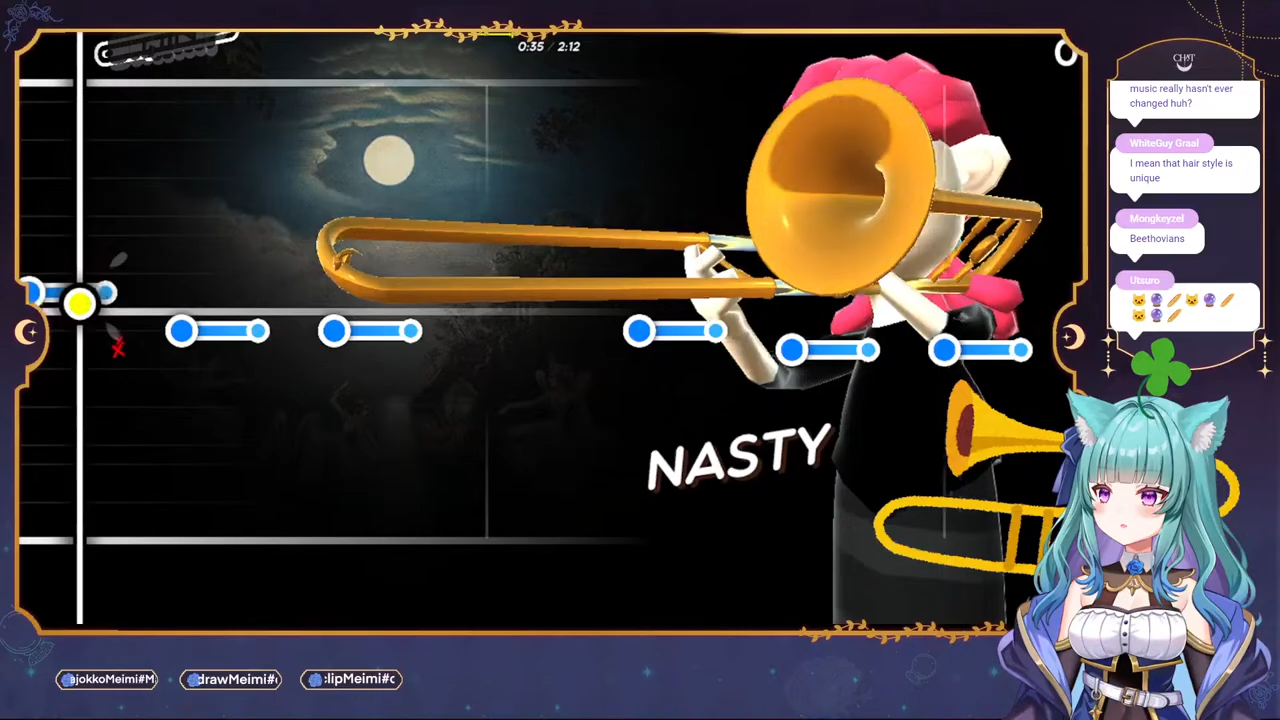 0:35 / 2:12
CHAT
music really hasn't ever
changed huh?
WhiteGuy Graal
I mean that hair style is
unique
Mongkeyzel
Beethovians
Utsuro
NASTY
ajokkoMeimi#M
drawMeimi#
lipMeimi#c